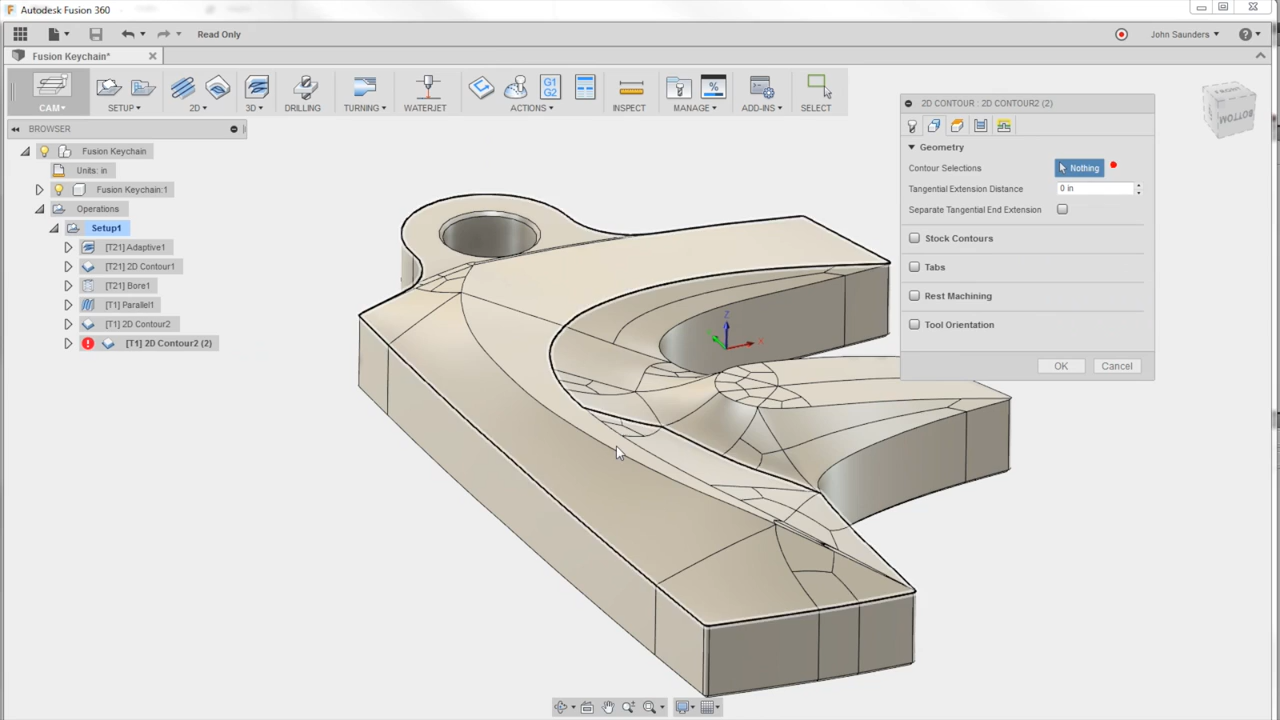 Autodesk Fusion 360
Read Only
John Saunders
Fusion Keychain*
CAM
SETUP
2D
3D
DRILLING
TURNING
WATERJET
G1
G2
ACTIONS
INSPECT
%
MANAGE
ADD-INS
SELECT
BROWSER
Fusion Keychain
Units: in
Fusion Keychain:1
Operations
Setup1
[T21] Adaptive1
[T21] 2D Contour1
[T21] Bore1
[T1] Parallel1
[T1] 2D Contour2
[T1] 2D Contour2 (2)
2D CONTOUR : 2D CONTOUR2 (2)
Geometry
Contour Selections Nothing
Tangential Extension Distance 0 in
Separate Tangential End Extension
Stock Contours
Tabs
Rest Machining
Tool Orientation
OK Cancel
Z
X
BOTTOM